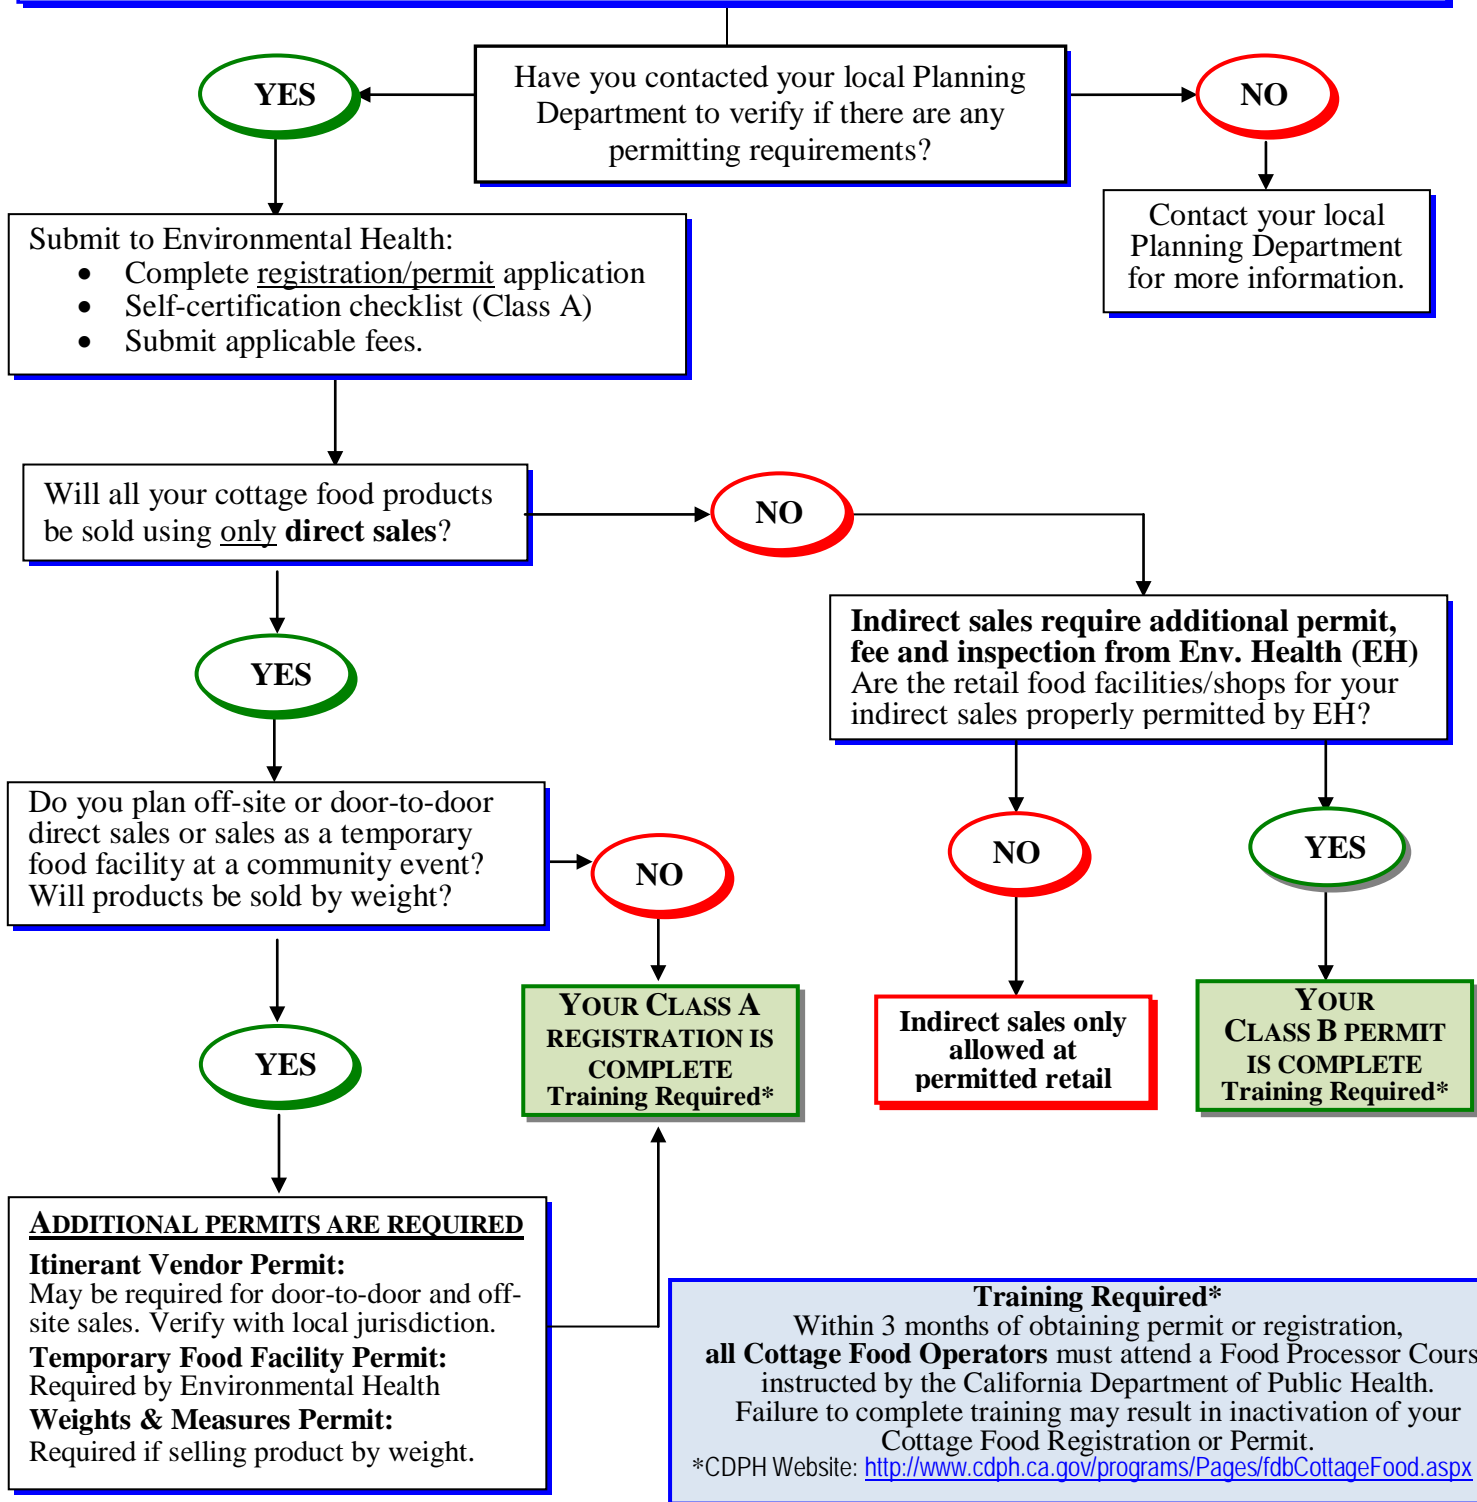 Have you contacted your local Planning
Department to verify if there are any
permitting requirements?
YES
NO
Contact your local
Planning Department
for more information.
Submit to Environmental Health:
• Complete registration/permit application
• Self-certification checklist (Class A)
• Submit applicable fees.
Will all your cottage food products
be sold using only direct sales?
NO
YES
Indirect sales require additional permit,
fee and inspection from Env. Health (EH)
Are the retail food facilities/shops for your
indirect sales properly permitted by EH?
Do you plan off-site or door-to-door
direct sales or sales as a temporary
food facility at a community event?
Will products be sold by weight?
NO
NO
YES
YES
YOUR CLASS A
REGISTRATION IS
COMPLETE
Training Required*
Indirect sales only
allowed at
permitted retail
YOUR
CLASS B PERMIT
IS COMPLETE
Training Required*
ADDITIONAL PERMITS ARE REQUIRED
Itinerant Vendor Permit:
May be required for door-to-door and off-
site sales. Verify with local jurisdiction.
Temporary Food Facility Permit:
Required by Environmental Health
Weights & Measures Permit:
Required if selling product by weight.
Training Required*
Within 3 months of obtaining permit or registration,
all Cottage Food Operators must attend a Food Processor Cours
instructed by the California Department of Public Health.
Failure to complete training may result in inactivation of your
Cottage Food Registration or Permit.
*CDPH Website: http://www.cdph.ca.gov/programs/Pages/fdbCottageFood.aspx